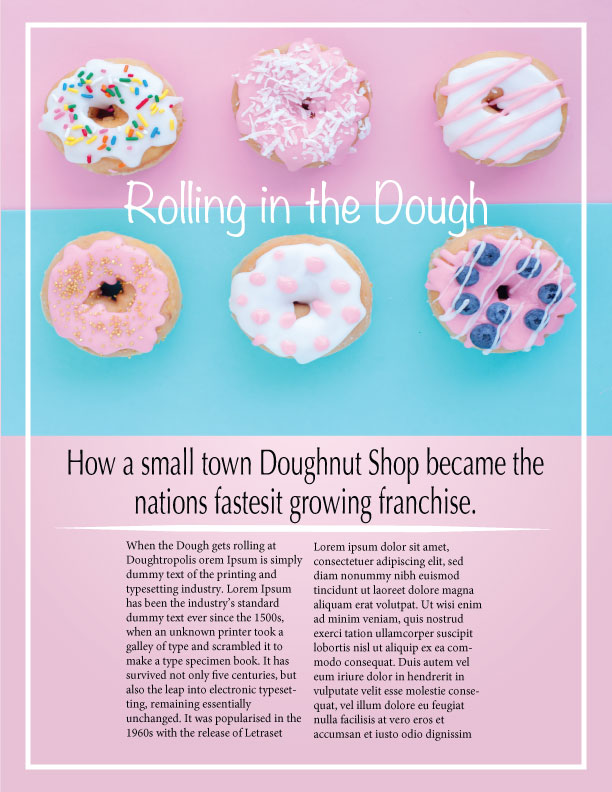 Rolling in the Dough
How a small town Doughnut Shop became the
nations fastesit growing franchise.
When the Dough gets rolling at
Doughtropolis orem Ipsum is simply
dummy text of the printing and
typesetting industry. Lorem Ipsum
has been the industry's standard
dummy text ever since the 1500s,
when an unknown printer took a
galley of type and scrambled it to
make a type specimen book. It has
survived not only five centuries, but
also the leap into electronic typeset-
ting, remaining essentially
unchanged. It was popularised in the
1960s with the release of Letraset
Lorem ipsum dolor sit amet,
consectetuer adipiscing elit, sed
diam nonummy nibh euismod
tincidunt ut laoreet dolore magna
aliquam erat volutpat. Ut wisi enim
ad minim veniam, quis nostrud
exerci tation ullamcorper suscipit
lobortis nisl ut aliquip ex ea com-
modo consequat. Duis autem vel
eum iriure dolor in hendrerit in
vulputate velit esse molestie conse-
quat, vel illum dolore eu feugiat
nulla facilisis at vero eros et
accumsan et iusto odio dignissim